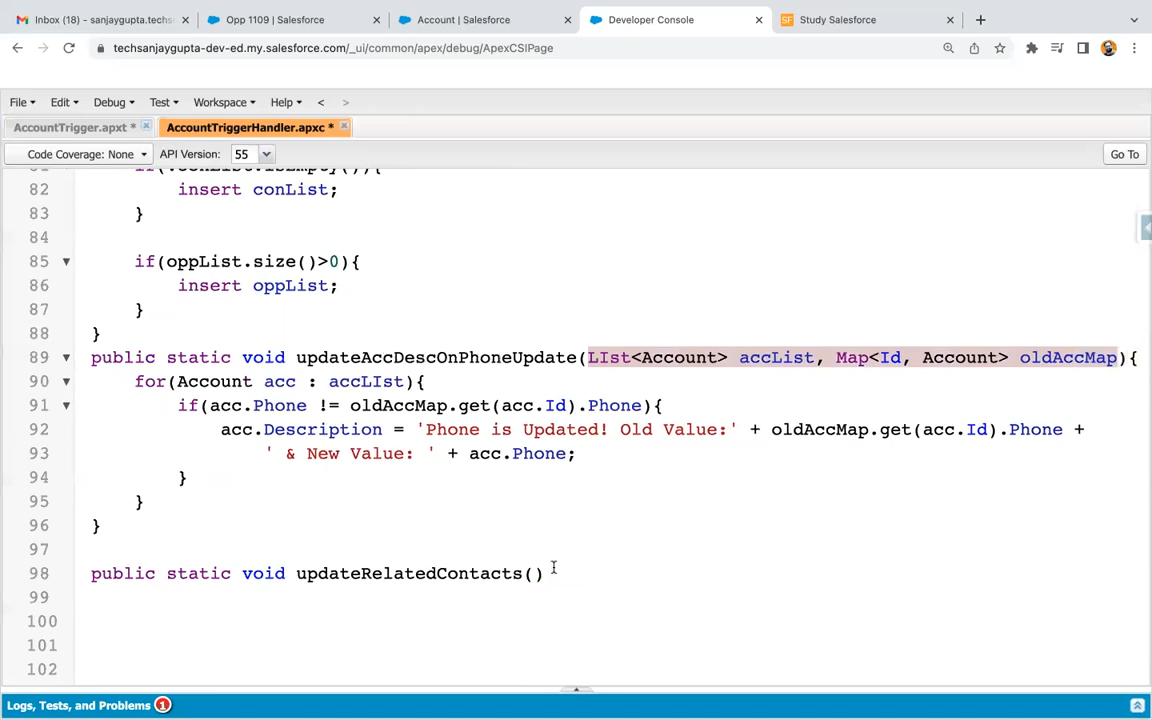 Inbox (19) - sanjaygupta.techsc
Opp 1109 | Salesforce
Account | Salesforce
Developer Console
Study Salesforce
techsanjaygupta-dev-ed.my.salesforce.com/_ui/common/apex/debug/ApexCSIPage
File Edit Debug Test Workspace Help < >
AccountTrigger.apxt * AccountTriggerHandler.apxc *
Code Coverage: None API Version: 55 Go To
82 insert conList;
83 }
84
85 if(oppList.size()>0){
86 insert oppList;
87 }
88 }
89 public static void updateAccDescOnPhoneUpdate(LIst<Account> accList, Map<Id, Account> oldAccMap){
90 for(Account acc : accLIst){
91 if(acc.Phone != oldAccMap.get(acc.Id).Phone){
92 acc.Description = 'Phone is Updated! Old Value:' + oldAccMap.get(acc.Id).Phone +
93 ' & New Value: ' + acc.Phone;
94 }
95 }
96 }
97
98 public static void updateRelatedContacts()
99
100
101
102
Logs, Tests, and Problems 1